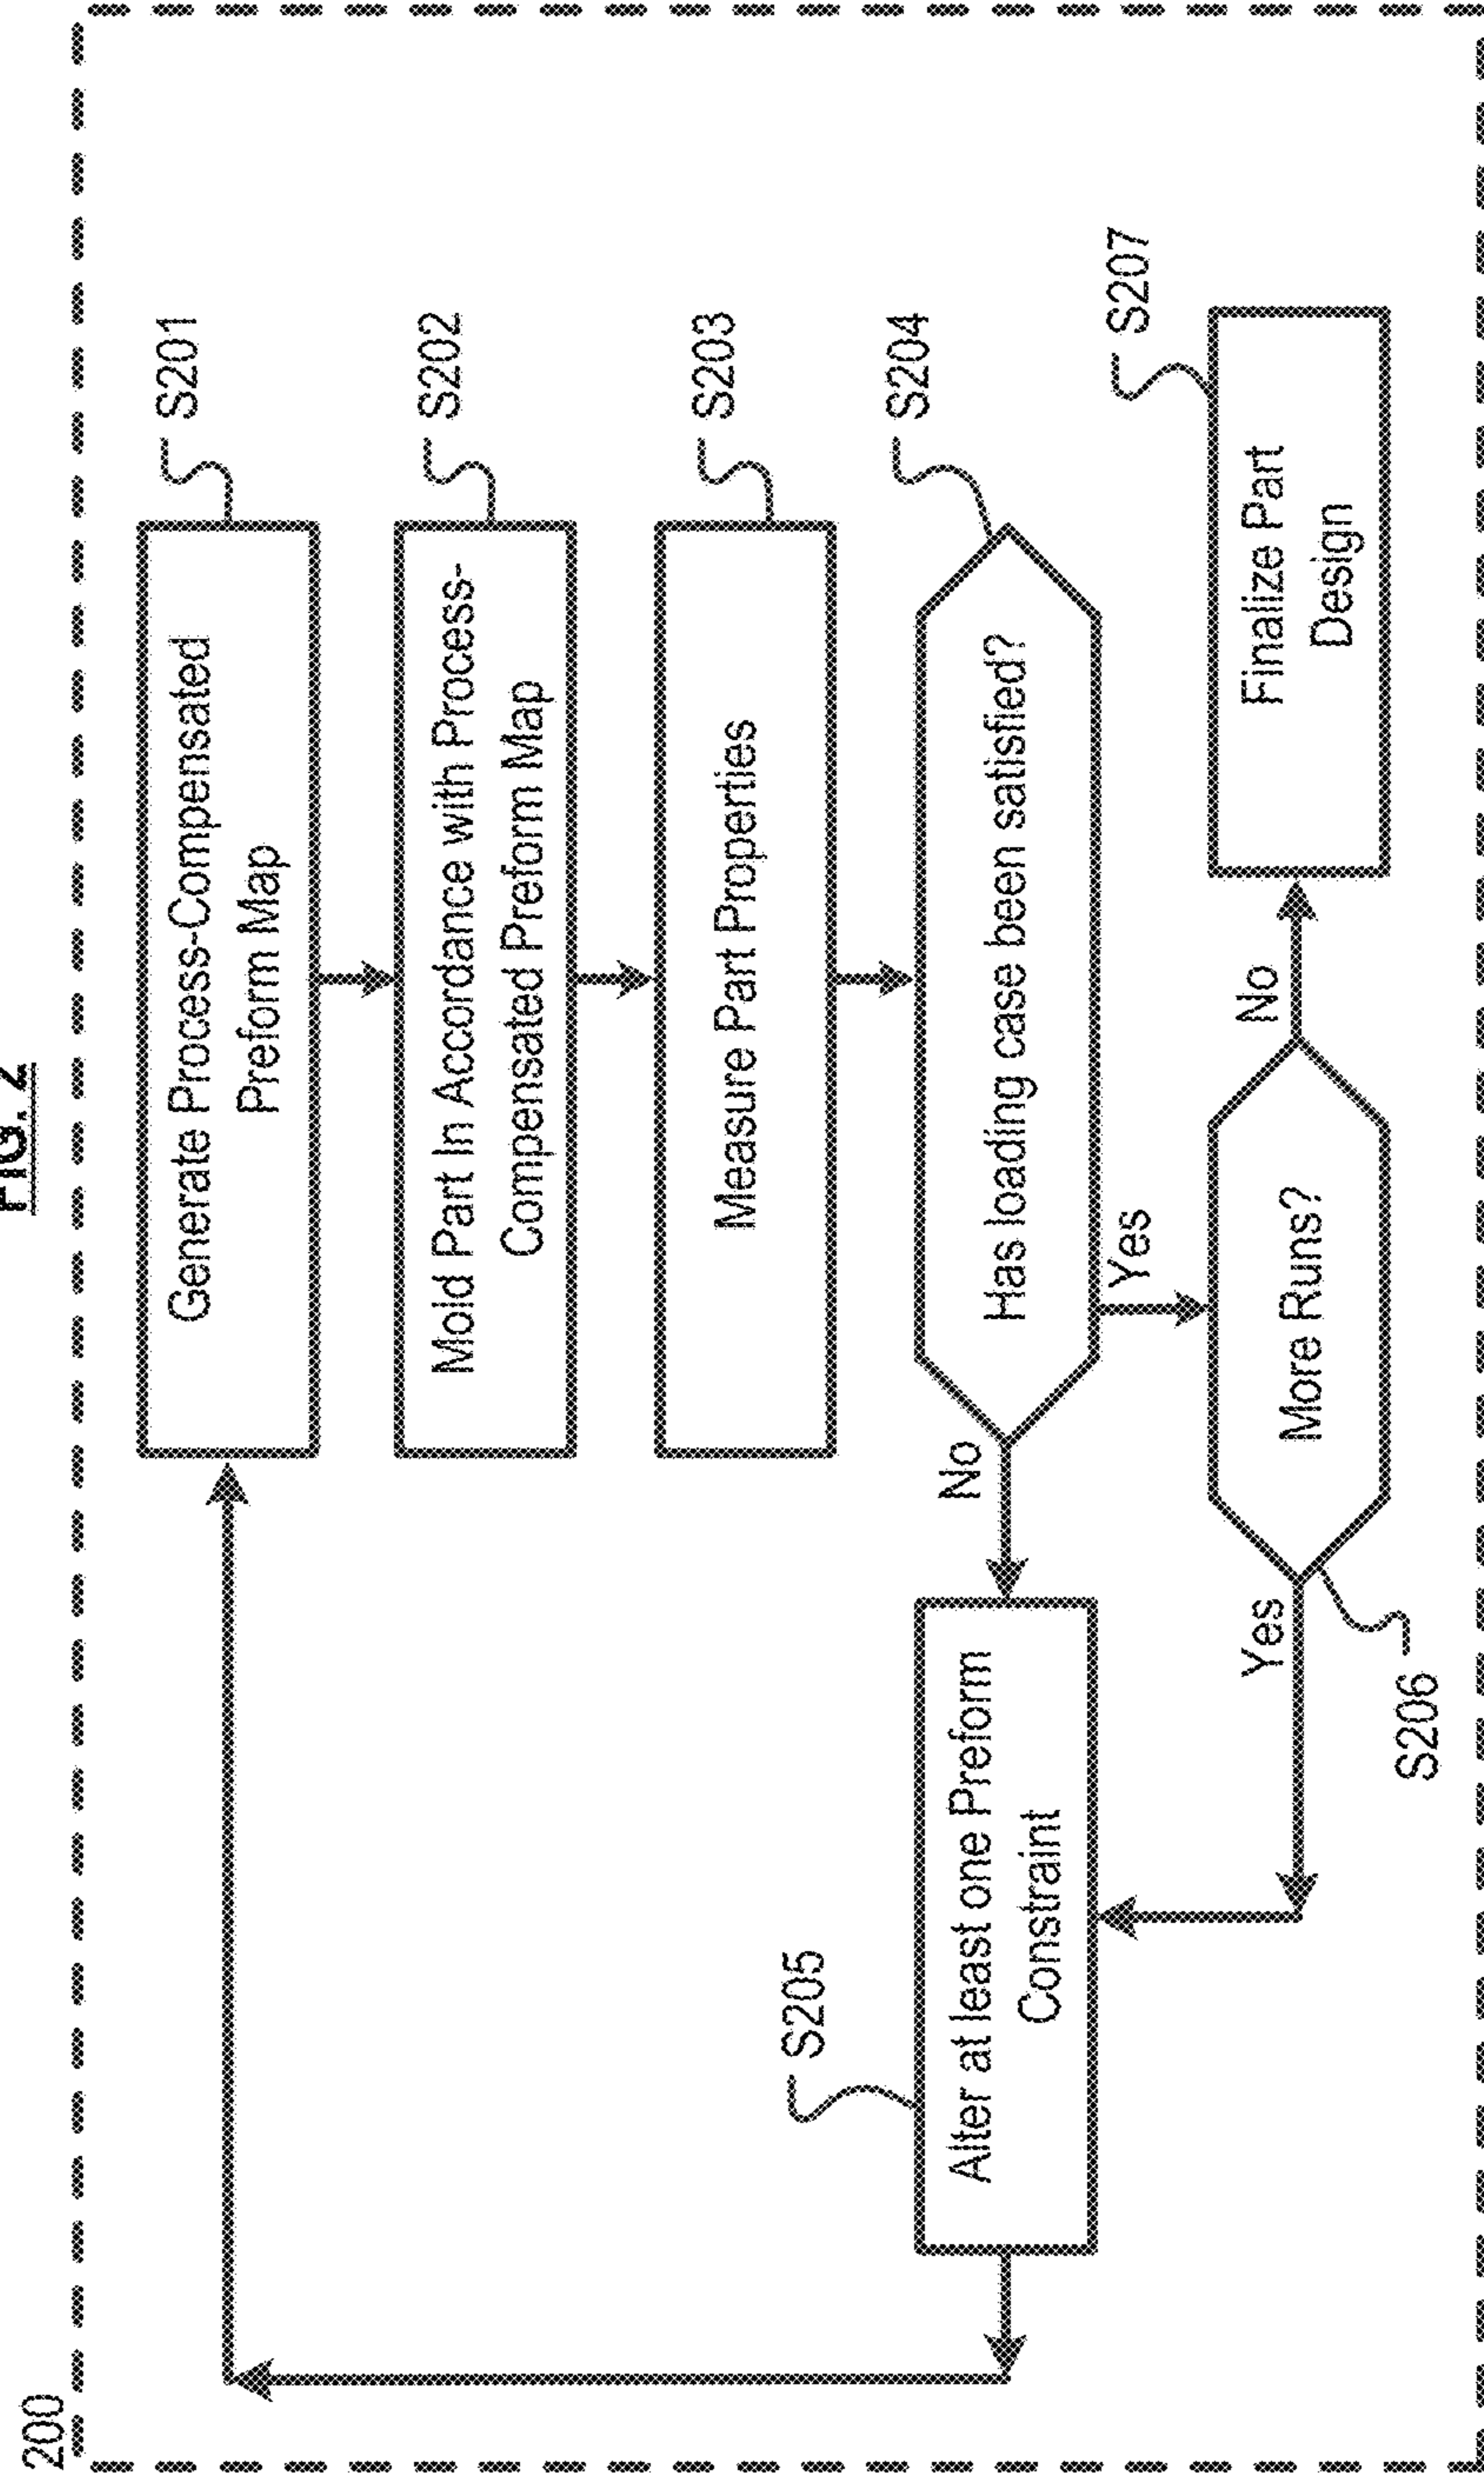 200
FIG. 2
Generate Process-Compensated
Preform Map
S201
Mold Part In Accordance with Process-
Compensated Preform Map
S202
Measure Part Properties
S203
Has loading case been satisfied?
S204
No
Yes
S205
Alter at least one Preform
Constraint
More Runs?
Yes
No
S206
Finalize Part
Design
S207